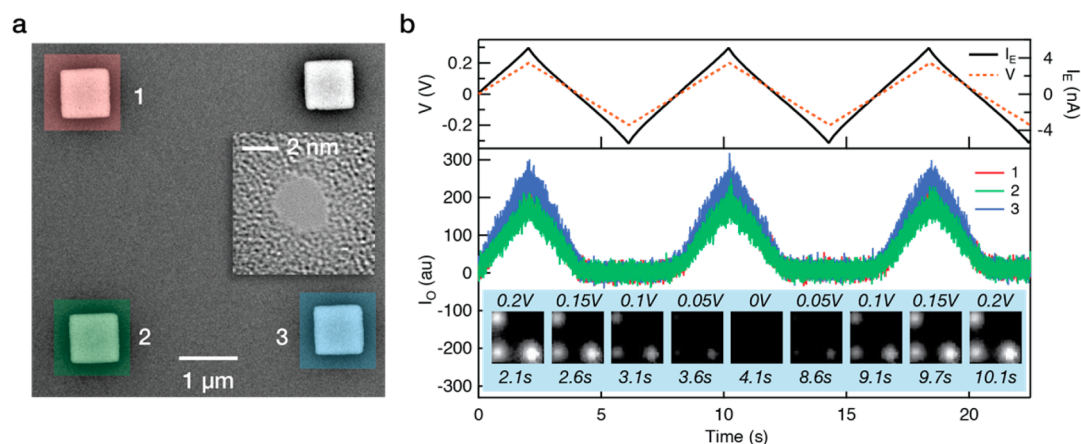 a
1
2 nm
2
3
1 µm
b
V (V)
0.2
0
-0.2
I_E
V
4
0
-4
I_E (nA)
I_O (au)
300
200
100
0
-100
-200
-300
1
2
3
0.2V 0.15V 0.1V 0.05V 0V 0.05V 0.1V 0.15V 0.2V
2.1s 2.6s 3.1s 3.6s 4.1s 8.6s 9.1s 9.7s 10.1s
0 5 10 15 20
Time (s)